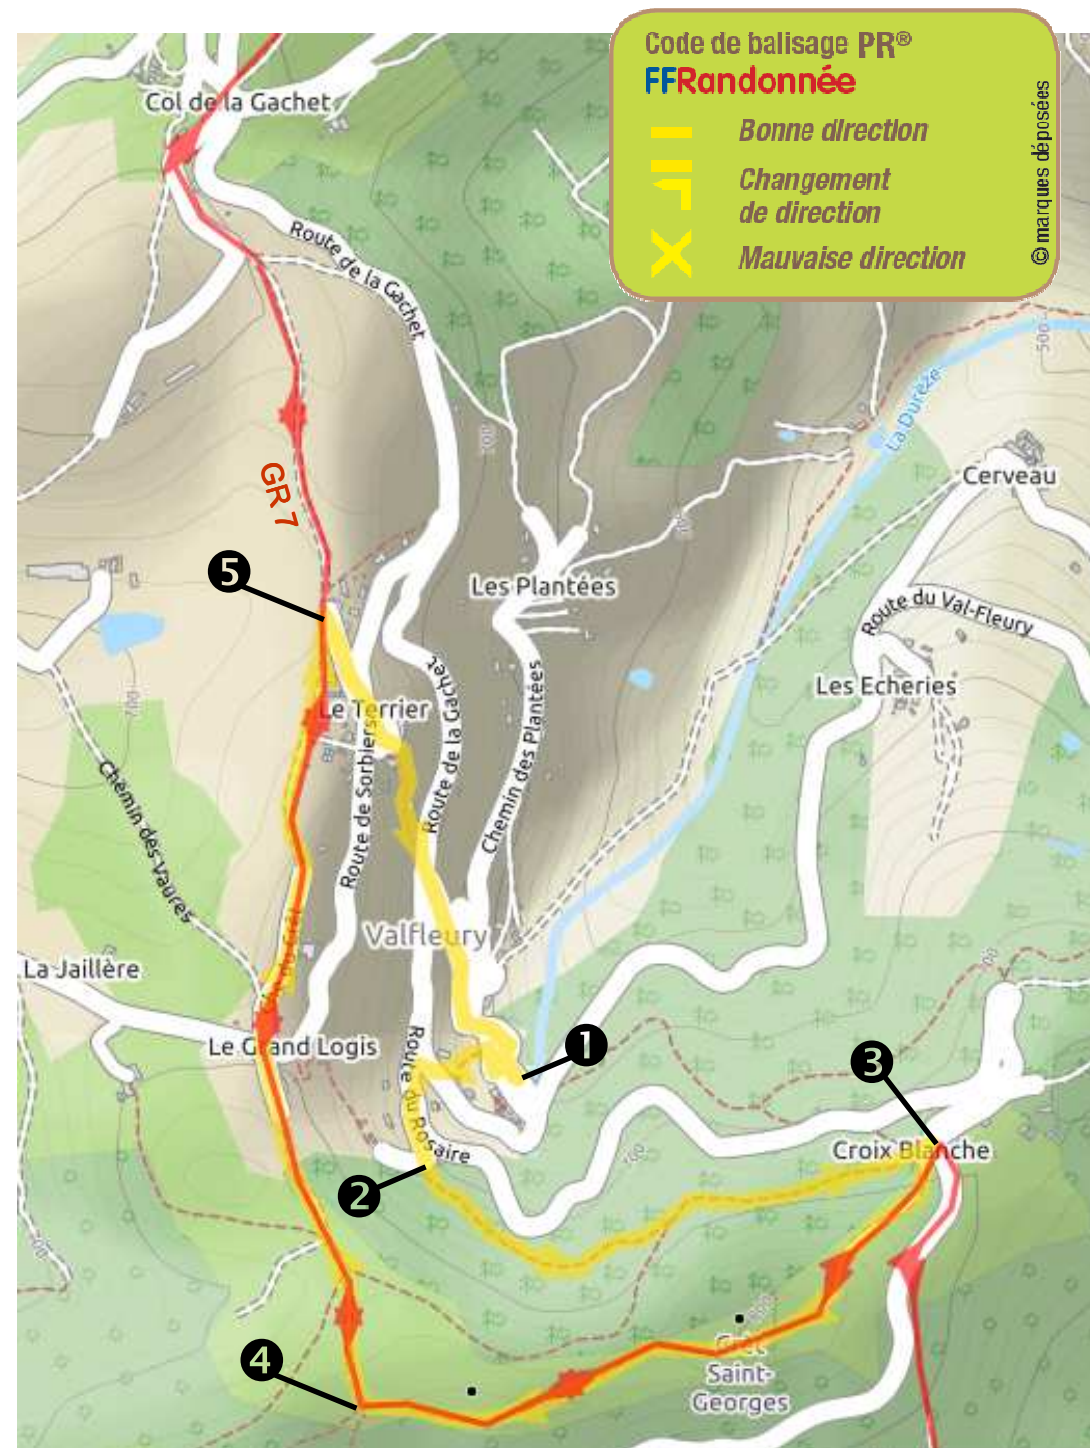 Code de balisage PR®
FFRandonnée
Bonne direction
Changement
de direction
Mauvaise direction
© marques déposées
Col de la Gachet
Route de la Gachet
GR 7
500
La Durèze
Cerveau
5
Les Plantées
Route du Val-Fleury
Les Echeries
700
Le Terrier
Route de Sorbiers
Route de la Gachet
Chemin des Plantées
Chemin des Vaures
Valfleury
La Jaillère
Le Grand Logis
Route du Rosaire
1
3
Croix Blanche
2
4
Crêt
Saint-
Georges